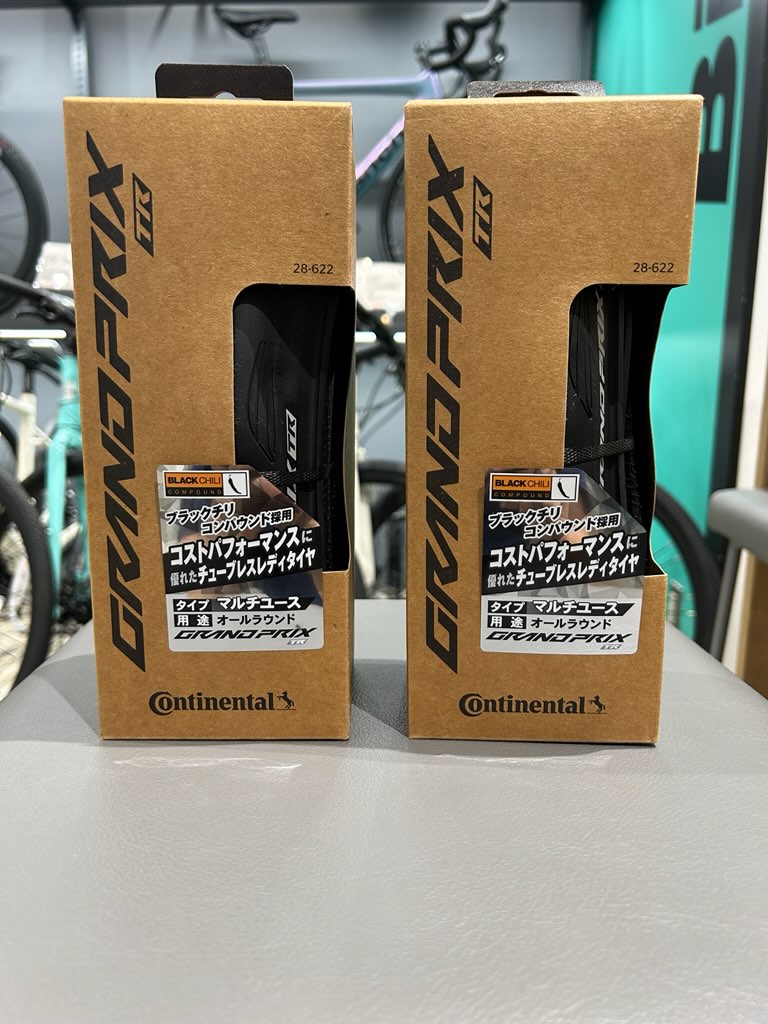 GRAND PRIX TR
28-622
TR
BLACK CHILI
COMPOUND
ブラックチリ
コンパウンド採用
コストパフォーマンスに
優れたチューブレスレディタイヤ
タイプ マルチユース
用途 オールラウンド
GRAND PRIX
TR
Continental
GRAND PRIX TR
28-622
GRAND PRIX
BLACK CHILI
COMPOUND
ブラックチリ
コンパウンド採用
コストパフォーマンスに
優れたチューブレスレディタイヤ
タイプ マルチユース
用途 オールラウンド
GRAND PRIX
TR
Continental